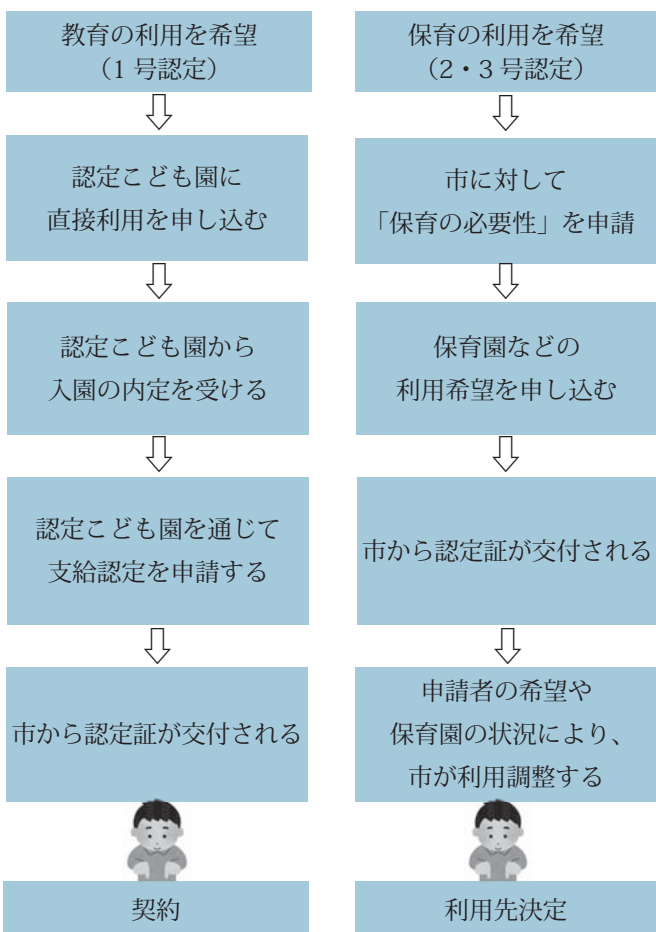 教育の利用を希望
（1 号認定）
認定こども園に
直接利用を申し込む
認定こども園から
入園の内定を受ける
認定こども園を通じて
支給認定を申請する
市から認定証が交付される
契約
保育の利用を希望
（2・3 号認定）
市に対して
「保育の必要性」を申請
保育園などの
利用希望を申し込む
市から認定証が交付される
申請者の希望や
保育園の状況により、
市が利用調整する
利用先決定